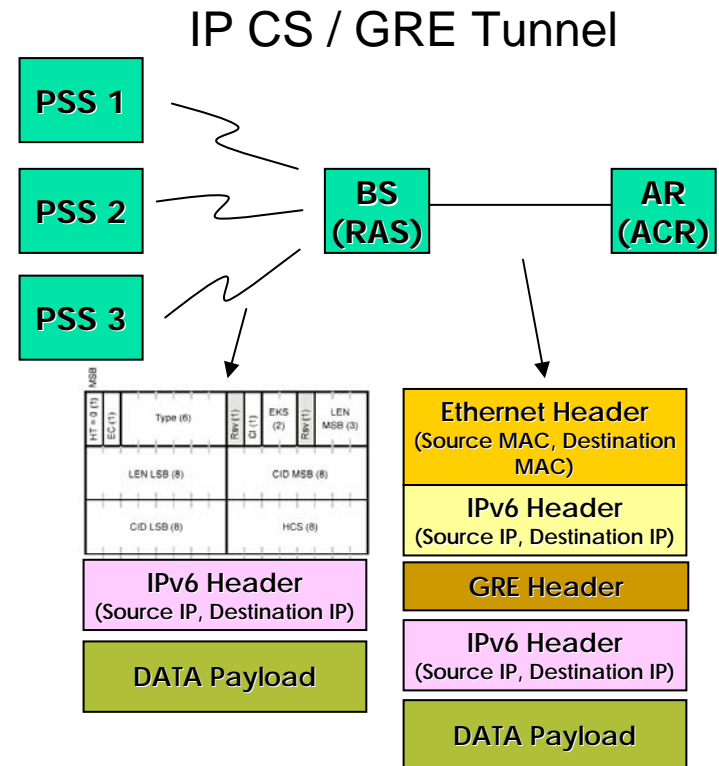 IP CS / GRE Tunnel
PSS 1
PSS 2
PSS 3
BS
(RAS)
AR
(ACR)
MSB
HT = 0 (1)
EC (1)
Type (6)
Rsv (1)
CI (1)
EKS
(2)
Rsv (1)
LEN
MSB (3)
LEN LSB (8)
CID MSB (8)
CID LSB (8)
HCS (8)
IPv6 Header
(Source IP, Destination IP)
DATA Payload
Ethernet Header
(Source MAC, Destination
MAC)
IPv6 Header
(Source IP, Destination IP)
GRE Header
IPv6 Header
(Source IP, Destination IP)
DATA Payload